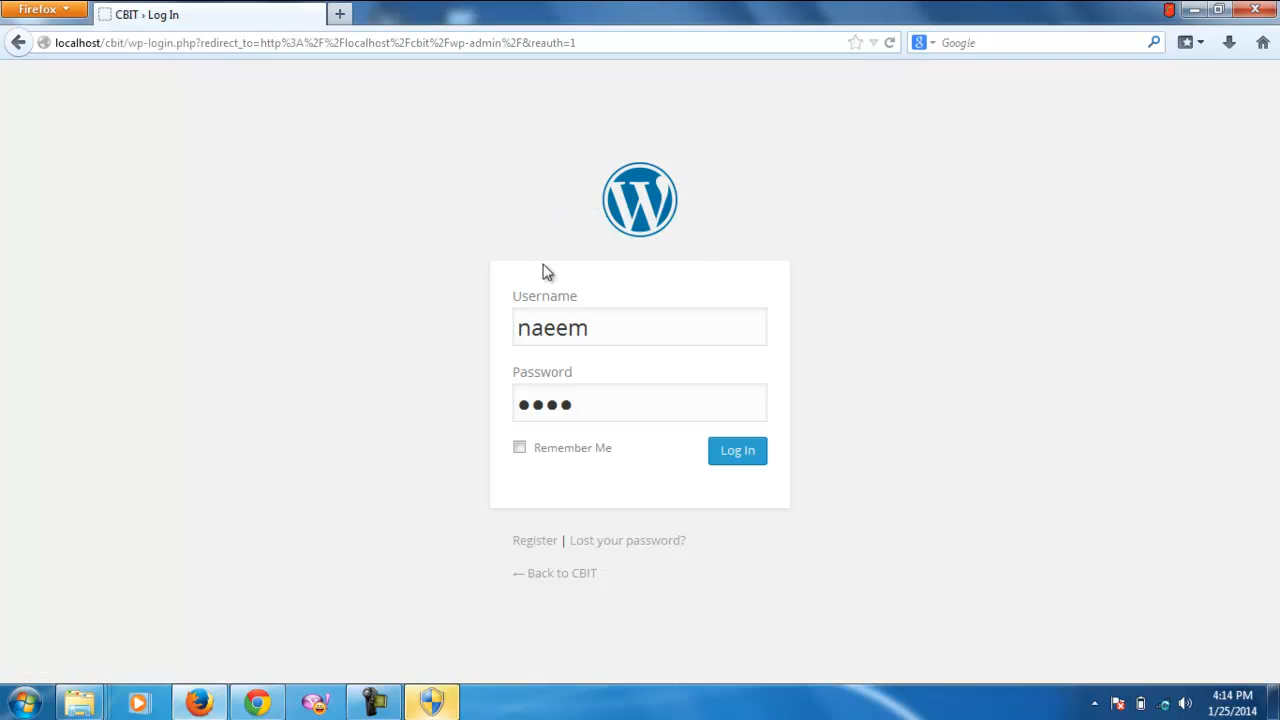 Firefox
CBIT › Log In
localhost/cbit/wp-login.php?redirect_to=http%3A%2F%2Flocalhost%2Fcbit%2Fwp-admin%2F&reauth=1
Google
Username
naeem
Password
Remember Me
Log In
Register | Lost your password?
← Back to CBIT
4:14 PM
1/25/2014